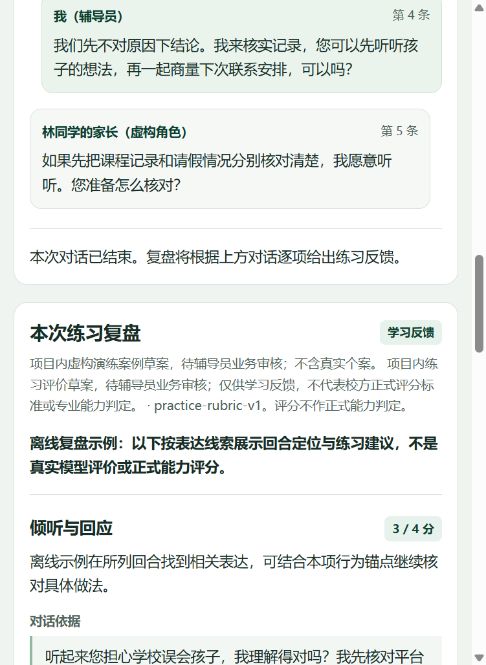 我（辅导员） 第 4 条
我们先不对原因下结论。我来核实记录，您可以先听听孩
子的想法，再一起商量下次联系安排，可以吗？
林同学的家长（虚构角色） 第 5 条
如果先把课程记录和请假情况分别核对清楚，我愿意听
听。您准备怎么核对？
本次对话已结束。复盘将根据上方对话逐项给出练习反馈。
本次练习复盘 学习反馈
项目内虚构演练案例草案，待辅导员业务审核；不含真实个案。 项目内练
习评价草案，待辅导员业务审核；仅供学习反馈，不代表校方正式评分标
准或专业能力判定。 · practice-rubric-v1。评分不作正式能力判定。
离线复盘示例：以下按表达线索展示回合定位与练习建议，不是
真实模型评价或正式能力评分。
倾听与回应 3 / 4 分
离线示例在所列回合找到相关表达，可结合本项行为锚点继续核
对具体做法。
对话依据
听起来您担心学校误会孩子，我理解得对吗？我先核对平台